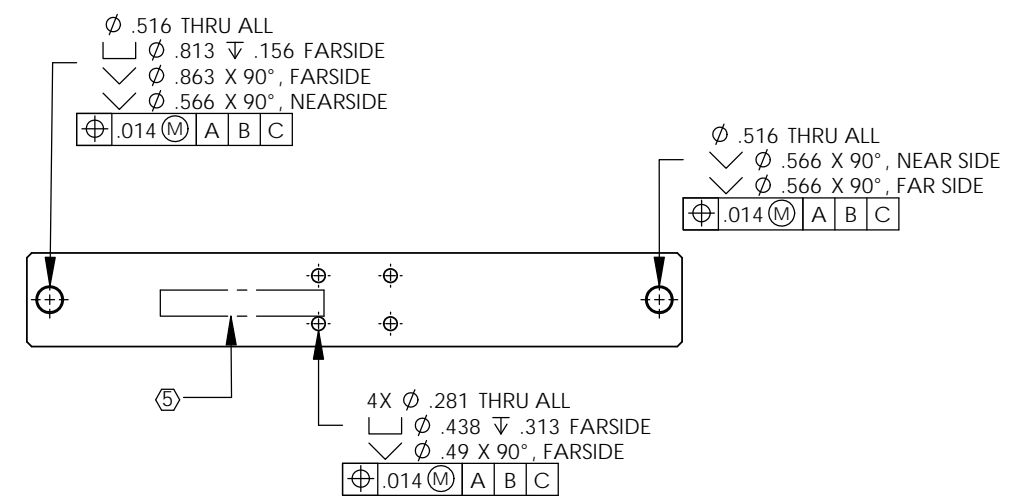 ⌀ .516 THRU ALL
⌴ ⌀ .813 ↧ .156 FARSIDE
⌵ ⌀ .863 X 90°, FARSIDE
⌵ ⌀ .566 X 90°, NEARSIDE
⌖ .014 Ⓜ A B C
⌀ .516 THRU ALL
⌵ ⌀ .566 X 90°, NEAR SIDE
⌵ ⌀ .566 X 90°, FAR SIDE
⌖ .014 Ⓜ A B C
5
4X ⌀ .281 THRU ALL
⌴ ⌀ .438 ↧ .313 FARSIDE
⌵ ⌀ .49 X 90°, FARSIDE
⌖ .014 Ⓜ A B C